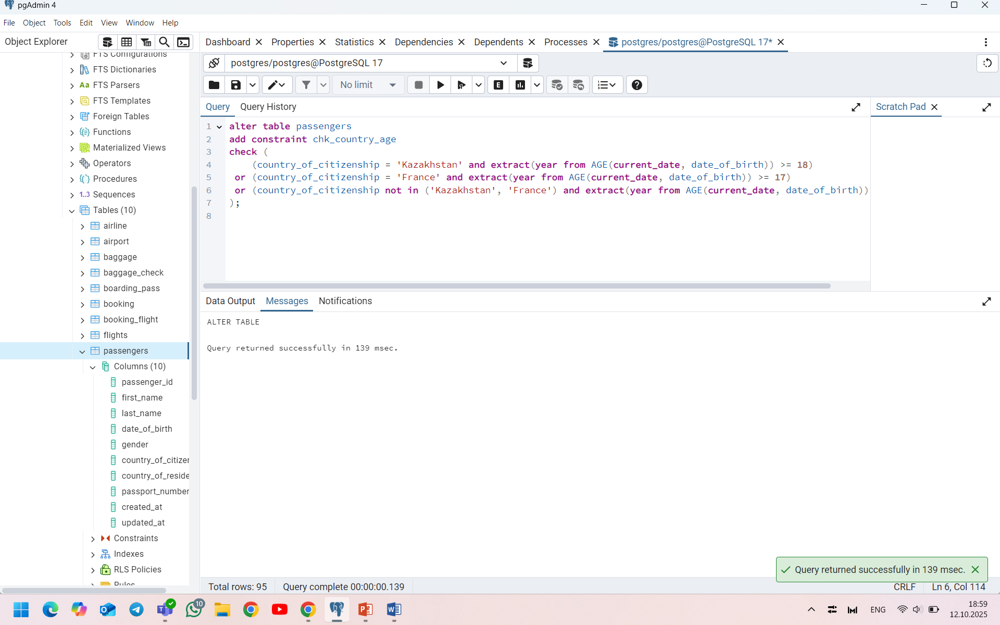 pgAdmin 4
File Object Tools Edit View Window Help
Object Explorer
Dashboard Properties Statistics Dependencies Dependents Processes postgres/postgres@PostgreSQL 17*
postgres/postgres@PostgreSQL 17
No limit
E
Query Query History
Scratch Pad
FTS Configurations
FTS Dictionaries
Aa FTS Parsers
FTS Templates
Foreign Tables
Functions
Materialized Views
Operators
Procedures
1..3 Sequences
Tables (10)
airline
airport
baggage
baggage_check
boarding_pass
booking
booking_flight
flights
passengers
Columns (10)
passenger_id
first_name
last_name
date_of_birth
gender
country_of_citizen
country_of_reside
passport_number
created_at
updated_at
Constraints
Indexes
RLS Policies
Rules
1 alter table passengers
2 add constraint chk_country_age
3 check (
4 (country_of_citizenship = 'Kazakhstan' and extract(year from AGE(current_date, date_of_birth)) >= 18)
5 or (country_of_citizenship = 'France' and extract(year from AGE(current_date, date_of_birth)) >= 17)
6 or (country_of_citizenship not in ('Kazakhstan', 'France') and extract(year from AGE(current_date, date_of_birth))
7 );
8
Data Output Messages Notifications
ALTER TABLE
Query returned successfully in 139 msec.
Query returned successfully in 139 msec.
Total rows: 95 Query complete 00:00:00.139
CRLF Ln 6, Col 114
10
ENG
18:59
12.10.2025